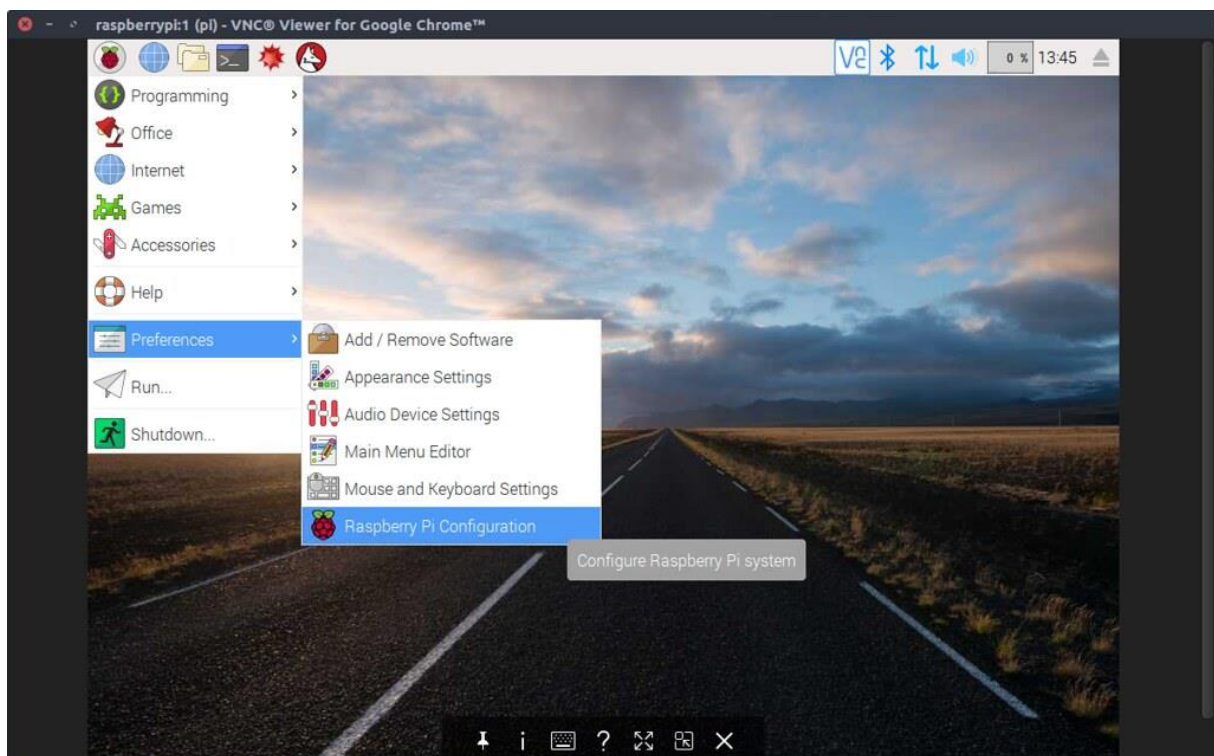 raspberrypi:1 (pi) - VNC® Viewer for Google Chrome™
0 % 13:45
Programming
Office
Internet
Games
Accessories
Help
Preferences
Run...
Shutdown...
Add / Remove Software
Appearance Settings
Audio Device Settings
Main Menu Editor
Mouse and Keyboard Settings
Raspberry Pi Configuration
Configure Raspberry Pi system